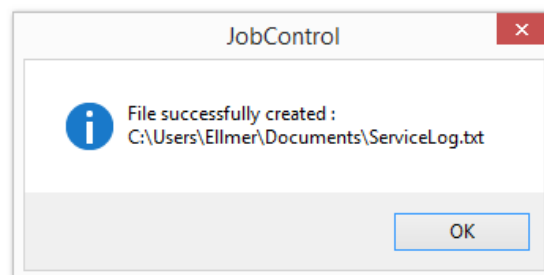 JobControl
File successfully created :
C:\Users\Ellmer\Documents\ServiceLog.txt
OK